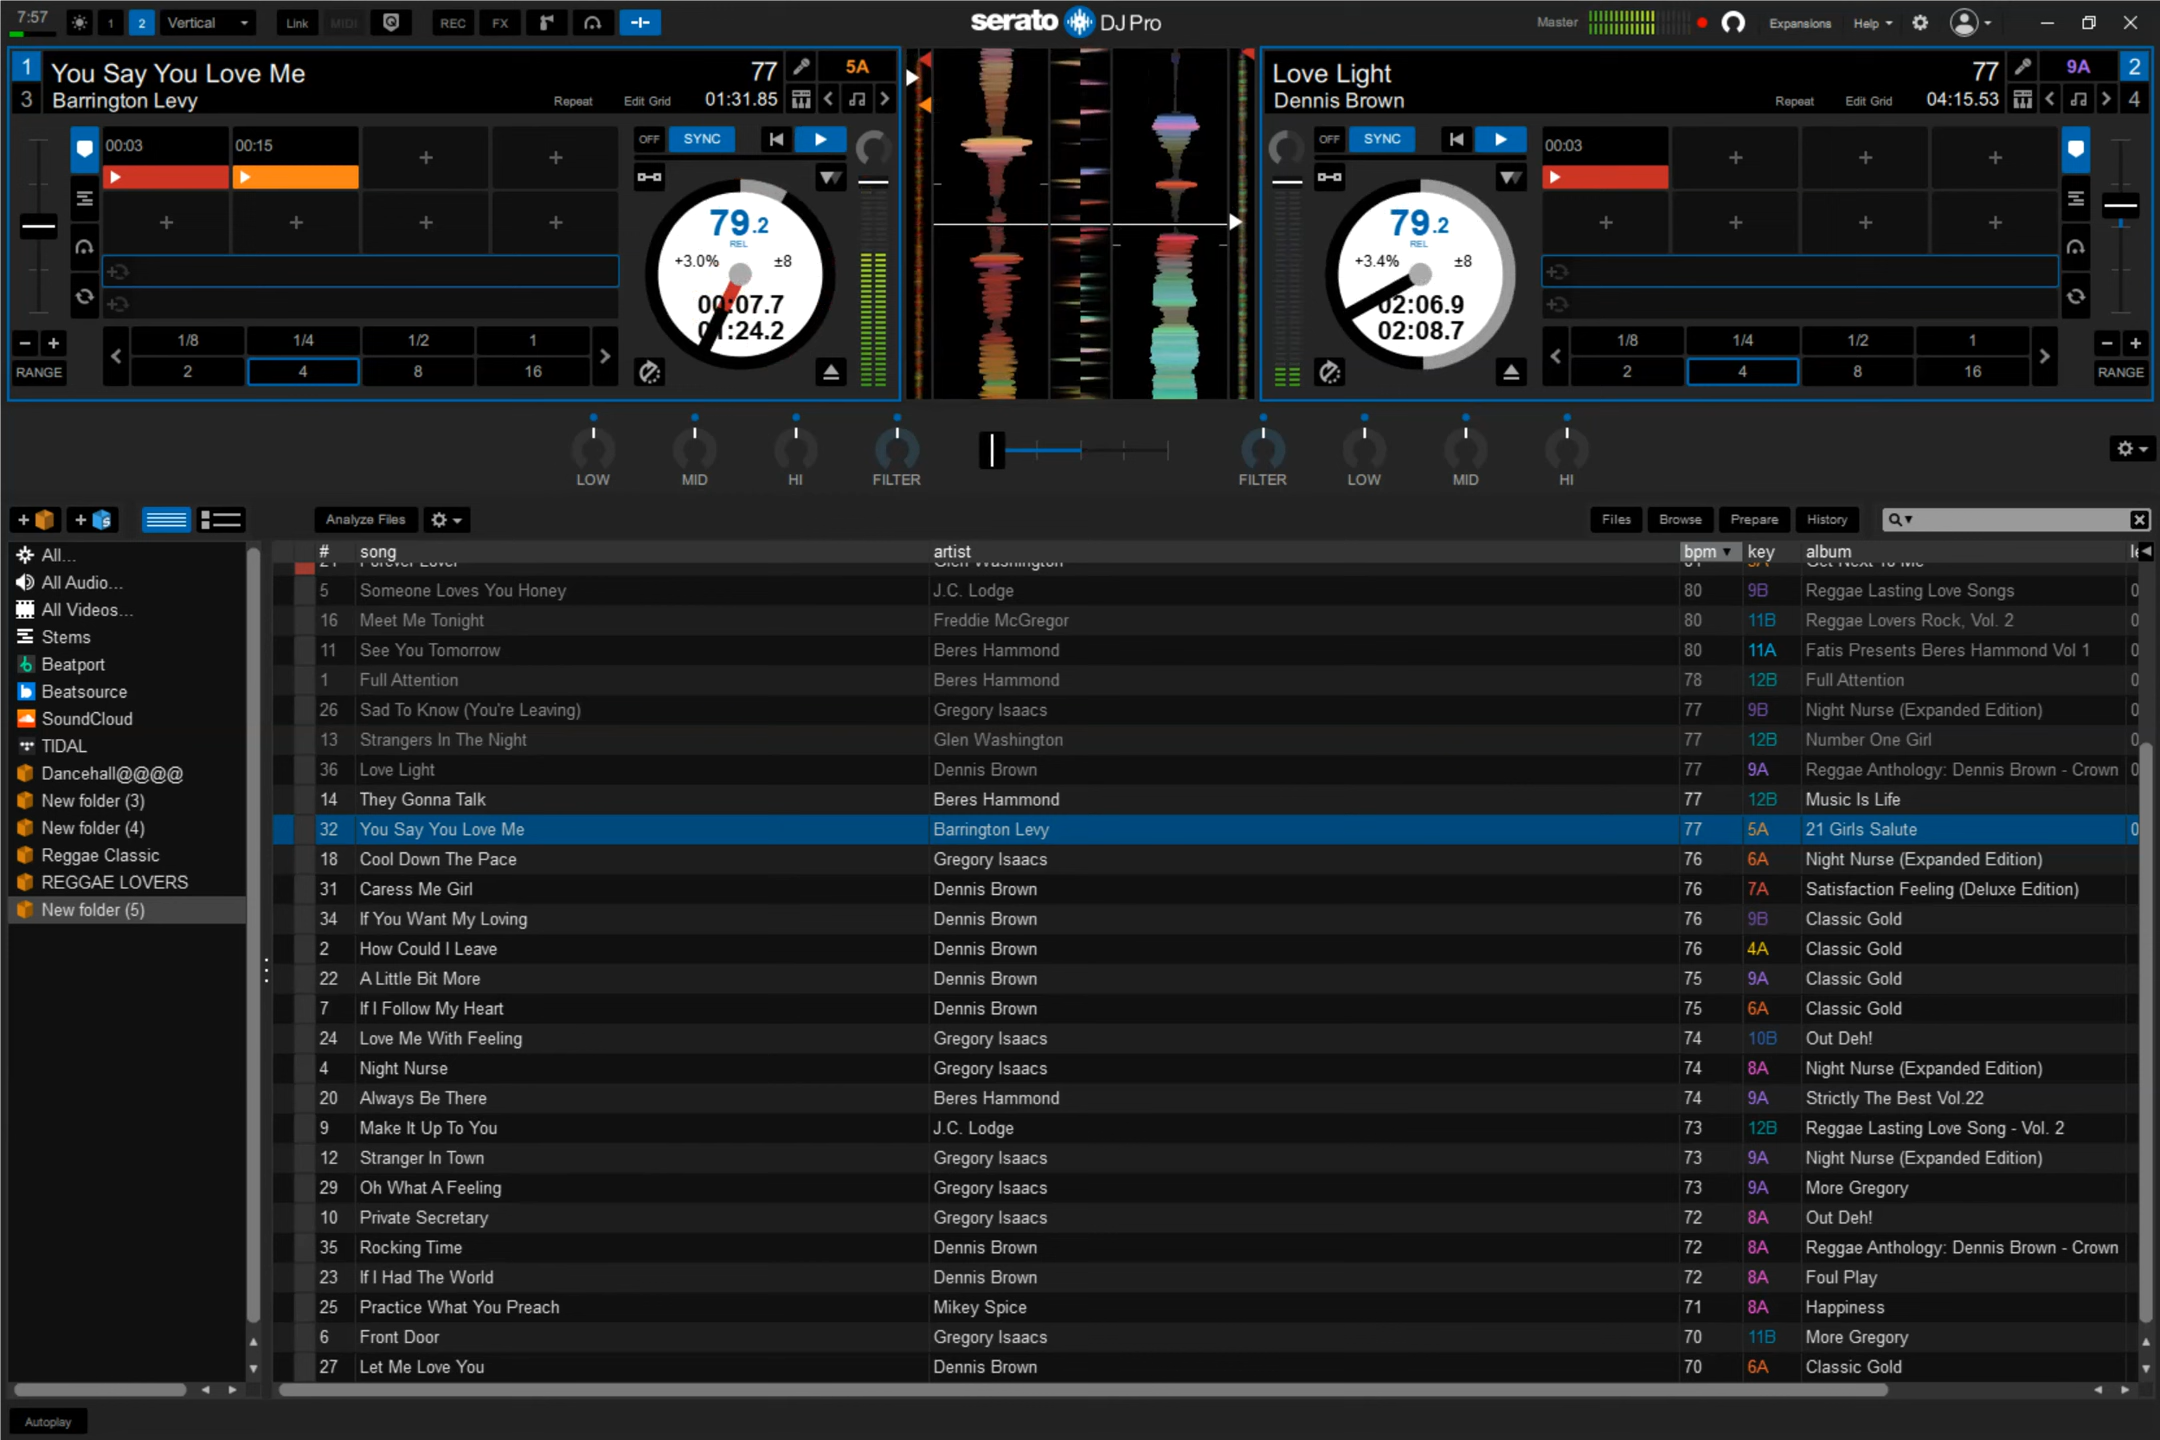 7:57 1 2 Vertical Link MIDI REC FX serato DJ Pro Master Expansions Help
1 You Say You Love Me 77 5A
3 Barrington Levy Repeat Edit Grid 01:31.85
00:03 00:15 OFF SYNC
79.2
REL
+3.0% ±8
00:07.7
01:24.2
1/8 1/4 1/2 1
2 4 8 16
RANGE
Love Light 77 9A 2
Dennis Brown Repeat Edit Grid 04:15.53 4
OFF SYNC 00:03
79.2
REL
+3.4% ±8
02:06.9
02:08.7
1/8 1/4 1/2 1
2 4 8 16
RANGE
LOW MID HI FILTER FILTER LOW MID HI
Analyze Files Files Browse Prepare History
All...
All Audio...
All Videos...
Stems
Beatport
Beatsource
SoundCloud
TIDAL
Dancehall@@@@
New folder (3)
New folder (4)
Reggae Classic
REGGAE LOVERS
New folder (5)
# song artist bpm key album
Forever Lover Glen Washington Get Next To Me
5 Someone Loves You Honey J.C. Lodge 80 9B Reggae Lasting Love Songs 0
16 Meet Me Tonight Freddie McGregor 80 11B Reggae Lovers Rock, Vol. 2 0
11 See You Tomorrow Beres Hammond 80 11A Fatis Presents Beres Hammond Vol 1 0
1 Full Attention Beres Hammond 78 12B Full Attention 0
26 Sad To Know (You're Leaving) Gregory Isaacs 77 9B Night Nurse (Expanded Edition) 0
13 Strangers In The Night Glen Washington 77 12B Number One Girl 0
36 Love Light Dennis Brown 77 9A Reggae Anthology: Dennis Brown - Crown 0
14 They Gonna Talk Beres Hammond 77 12B Music Is Life
32 You Say You Love Me Barrington Levy 77 5A 21 Girls Salute 0
18 Cool Down The Pace Gregory Isaacs 76 6A Night Nurse (Expanded Edition)
31 Caress Me Girl Dennis Brown 76 7A Satisfaction Feeling (Deluxe Edition)
34 If You Want My Loving Dennis Brown 76 9B Classic Gold
2 How Could I Leave Dennis Brown 76 4A Classic Gold
22 A Little Bit More Dennis Brown 75 9A Classic Gold
7 If I Follow My Heart Dennis Brown 75 6A Classic Gold
24 Love Me With Feeling Gregory Isaacs 74 10B Out Deh!
4 Night Nurse Gregory Isaacs 74 8A Night Nurse (Expanded Edition)
20 Always Be There Beres Hammond 74 9A Strictly The Best Vol.22
9 Make It Up To You J.C. Lodge 73 12B Reggae Lasting Love Song - Vol. 2
12 Stranger In Town Gregory Isaacs 73 9A Night Nurse (Expanded Edition)
29 Oh What A Feeling Gregory Isaacs 73 9A More Gregory
10 Private Secretary Gregory Isaacs 72 8A Out Deh!
35 Rocking Time Dennis Brown 72 8A Reggae Anthology: Dennis Brown - Crown
23 If I Had The World Dennis Brown 72 8A Foul Play
25 Practice What You Preach Mikey Spice 71 8A Happiness
6 Front Door Gregory Isaacs 70 11B More Gregory
27 Let Me Love You Dennis Brown 70 6A Classic Gold
Autoplay